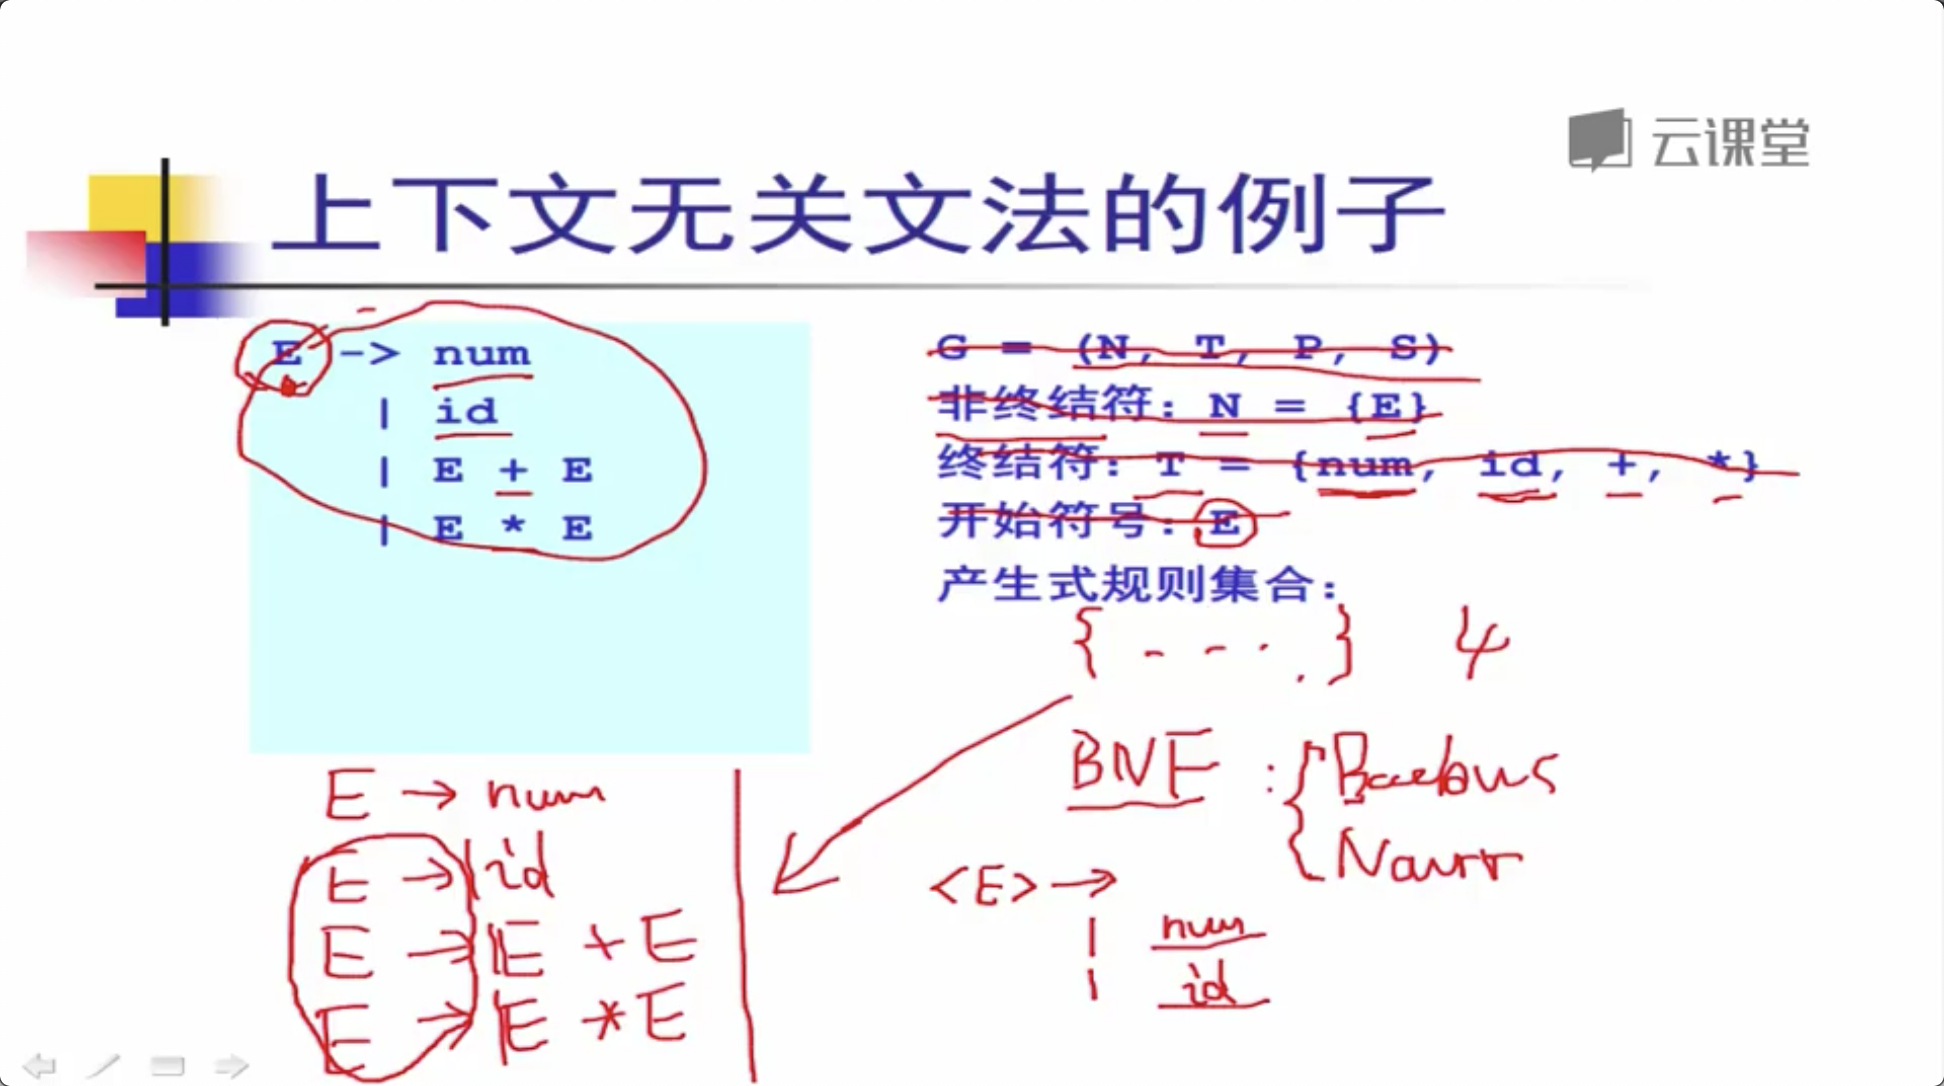 云课堂
上下文无关文法的例子
E -> num
| id
| E + E
| E * E
G = (N, T, P, S)
非终结符: N = {E}
终结符: T = {num, id, +, *}
开始符号: E
产生式规则集合:
{ - - - . } 4
BNF : { Backus
Naur
<E> →
| num
| id
E → num
E → | id
E → | E + E
E → | E * E